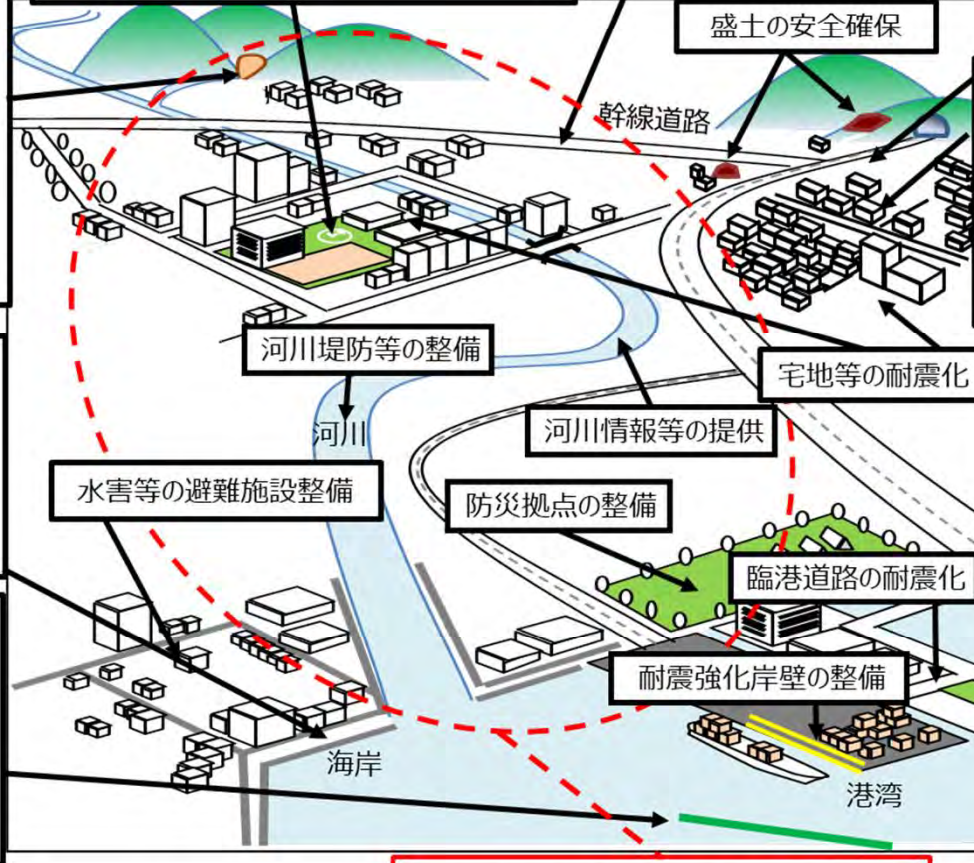 盛土の安全確保
幹線道路
河川堤防等の整備
宅地等の耐震化
河川
河川情報等の提供
水害等の避難施設整備
防災拠点の整備
臨港道路の耐震化
耐震強化岸壁の整備
海岸
港湾